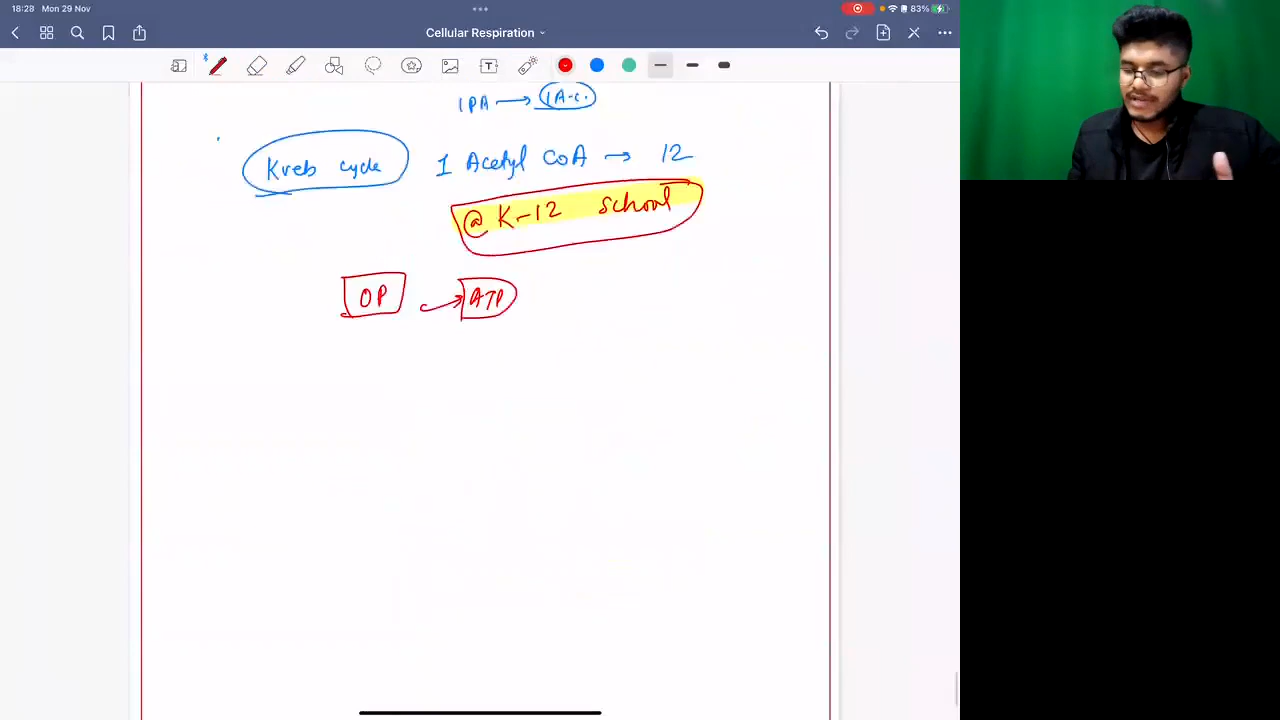 18:28 Mon 29 Nov
83%
Cellular Respiration
1PA → 1 A-c.
Kreb cycle 1 Acetyl CoA → 12
@ K-12 school
OP → ATP